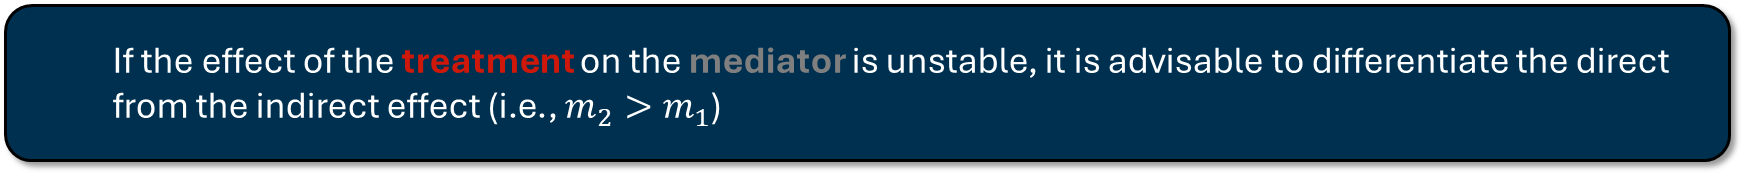 If the effect of the treatment on the mediator is unstable, it is advisable to differentiate the direct
from the indirect effect (i.e., m₂ > m₁)